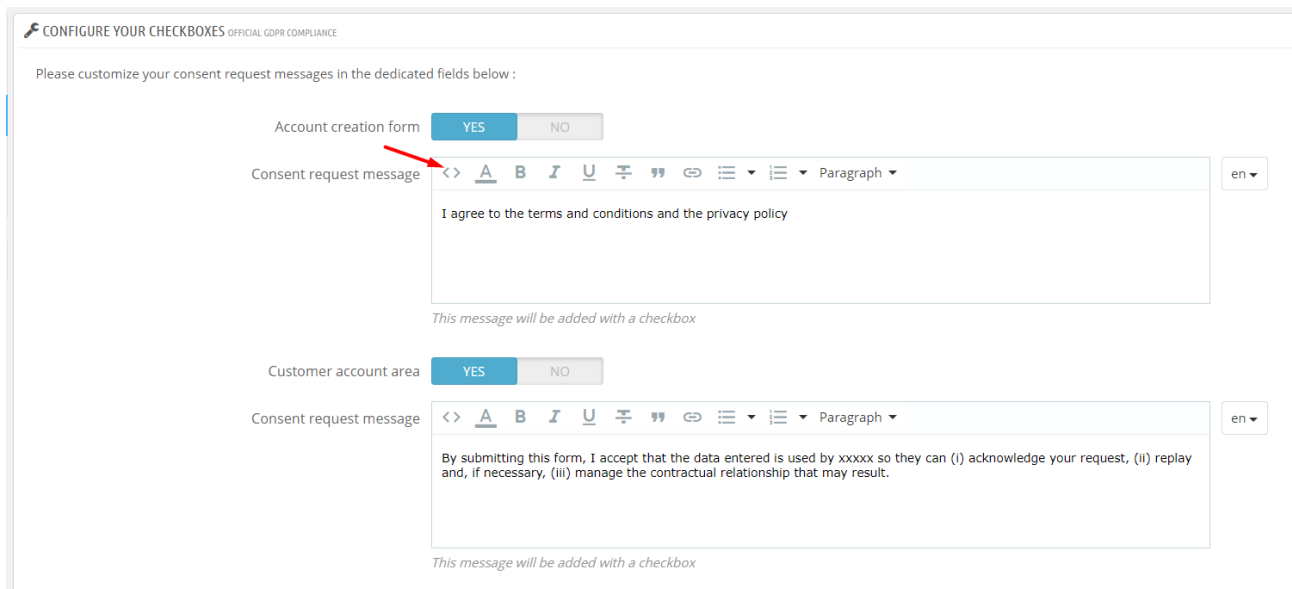 CONFIGURE YOUR CHECKBOXES OFFICIAL GDPR COMPLIANCE
Please customize your consent request messages in the dedicated fields below :
Account creation form YES NO
Consent request message <> A B I U T Paragraph en
I agree to the terms and conditions and the privacy policy
This message will be added with a checkbox
Customer account area YES NO
Consent request message <> A B I U T Paragraph en
By submitting this form, I accept that the data entered is used by xxxxx so they can (i) acknowledge your request, (ii) replay
and, if necessary, (iii) manage the contractual relationship that may result.
This message will be added with a checkbox